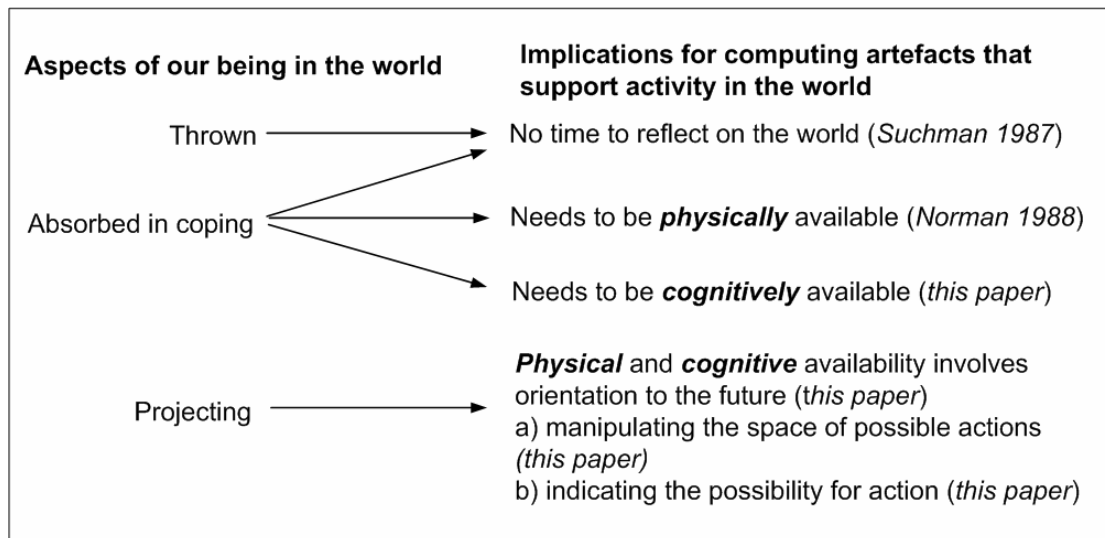 Aspects of our being in the world
Implications for computing artefacts that
support activity in the world
Thrown
No time to reflect on the world (Suchman 1987)
Absorbed in coping
Needs to be physically available (Norman 1988)
Needs to be cognitively available (this paper)
Projecting
Physical and cognitive availability involves
orientation to the future (this paper)
a) manipulating the space of possible actions
(this paper)
b) indicating the possibility for action (this paper)